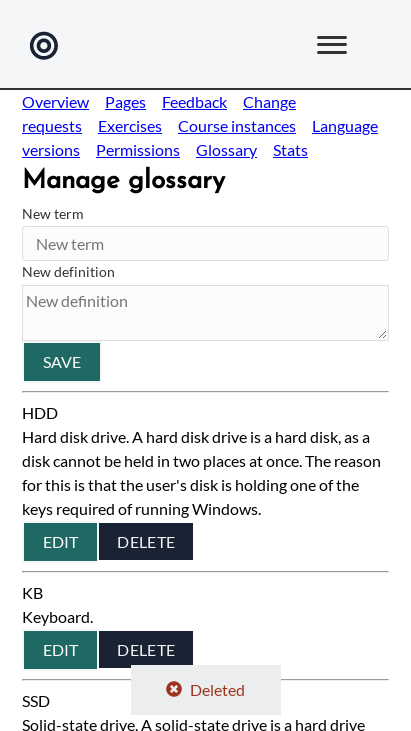 Overview Pages Feedback Change
requests Exercises Course instances Language
versions Permissions Glossary Stats
Manage glossary
New term
New term
New definition
New definition
SAVE
HDD
Hard disk drive. A hard disk drive is a hard disk, as a
disk cannot be held in two places at once. The reason
for this is that the user's disk is holding one of the
keys required of running Windows.
EDIT DELETE
KB
Keyboard.
EDIT DELETE
Deleted
SSD
Solid-state drive. A solid-state drive is a hard drive